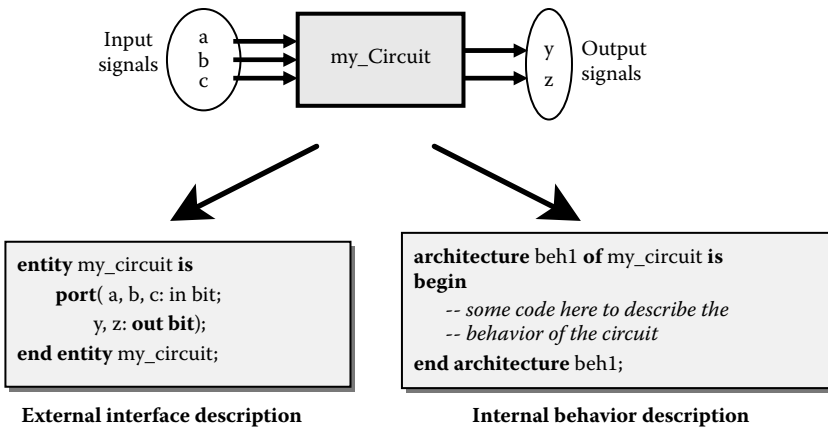 Input
signals
a
b
c
my_Circuit
y
z
Output
signals
entity my_circuit is
port( a, b, c: in bit;
y, z: out bit);
end entity my_circuit;
External interface description
architecture beh1 of my_circuit is
begin
-- some code here to describe the
-- behavior of the circuit
end architecture beh1;
Internal behavior description